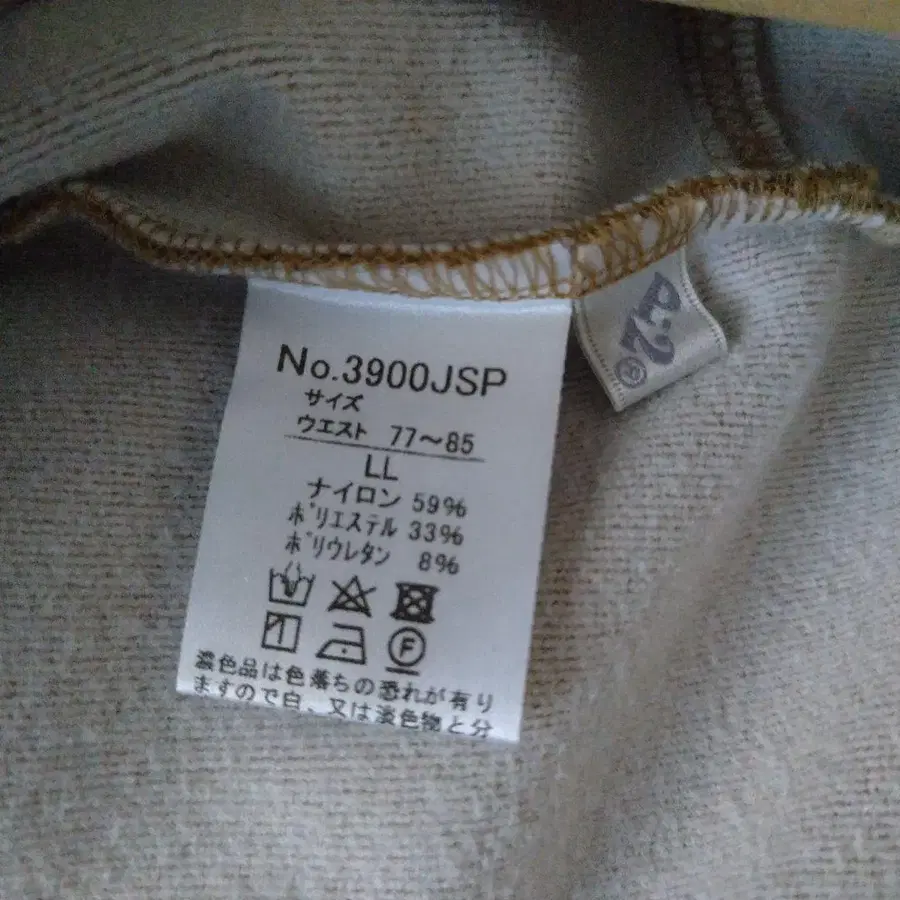 No.3900JSP
サイズ
ウエスト 77～85
LL
ナイロン 59%
ポリエステル 33%
ポリウレタン 8%
F
濃色品は色落ちの恐れが有り
ますので白、又は淡色物と分
P.2®